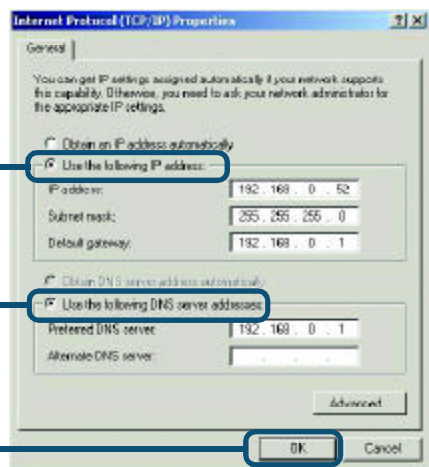 Internet Protocol (TCP/IP) Properties
General
You can get IP settings assigned automatically if your network supports
this capability. Otherwise, you need to ask your network administrator for
the appropriate IP settings.
Obtain an IP address automatically
Use the following IP address:
IP address: 192 . 168 . 0 . 52
Subnet mask: 255 . 255 . 255 . 0
Default gateway: 192 . 168 . 0 . 1
Obtain DNS server address automatically
Use the following DNS server addresses:
Preferred DNS server: 192 . 168 . 0 . 1
Alternate DNS server: . . .
Advanced...
OK Cancel